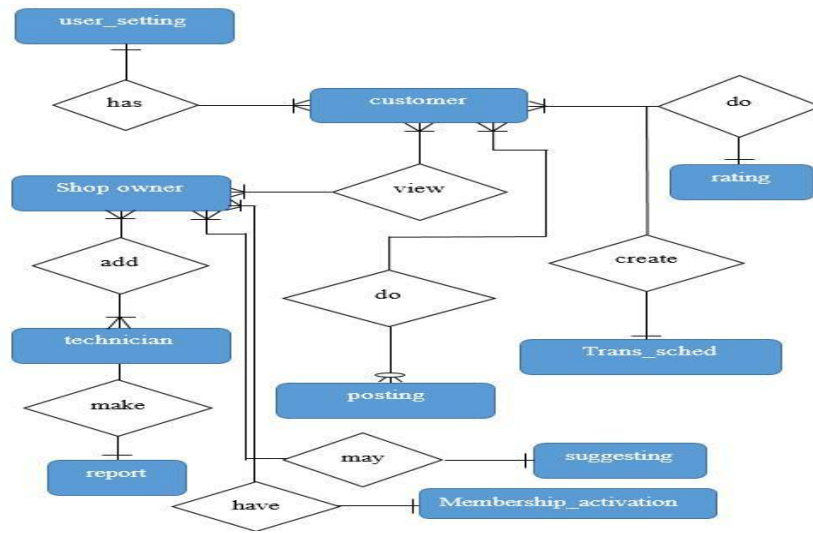 user_setting
has
customer
do
rating
Shop owner
view
add
create
do
technician
Trans_sched
make
posting
may
suggesting
report
have
Membership_activation